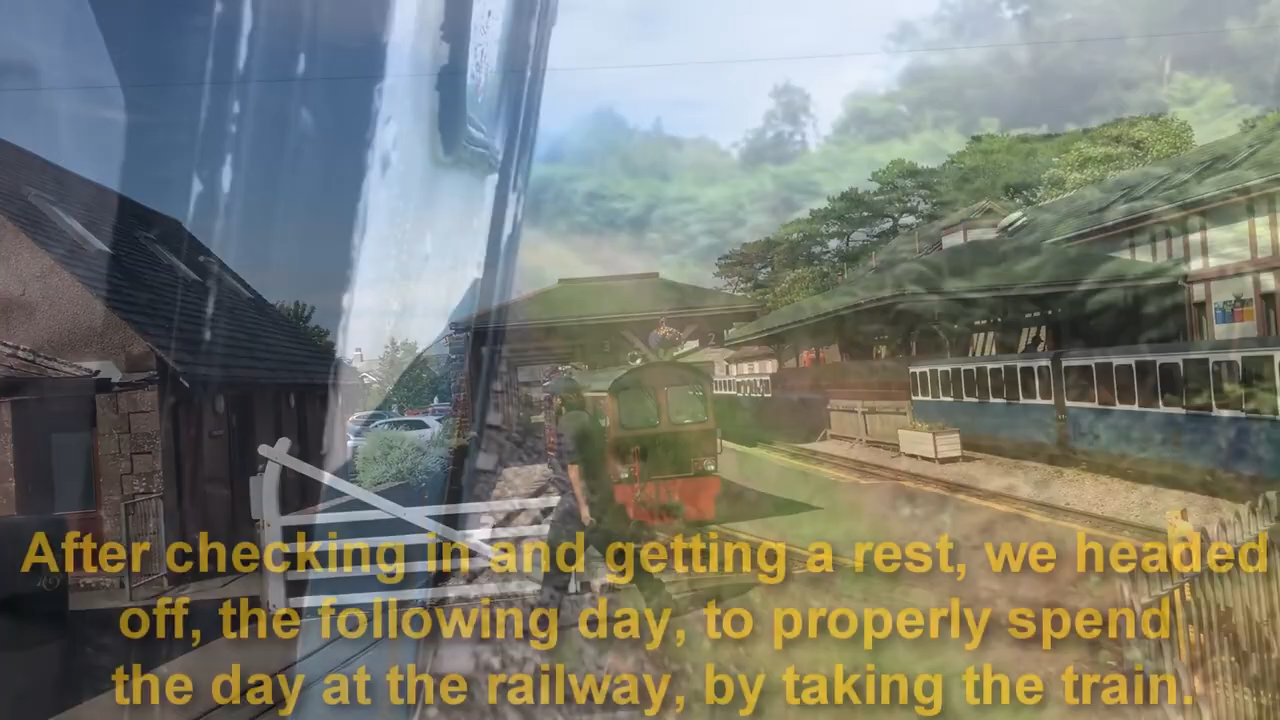 After checking in and getting a rest, we headed
off, the following day, to properly spend
the day at the railway, by taking the train.
2